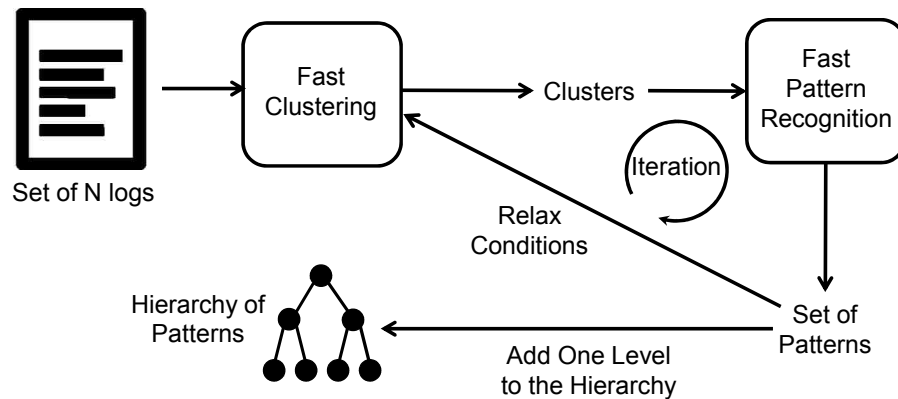 Fast
Clustering
Clusters
Fast
Pattern
Recognition
Iteration
Set of N logs
Relax
Conditions
Hierarchy of
Patterns
Set of
Patterns
Add One Level
to the Hierarchy